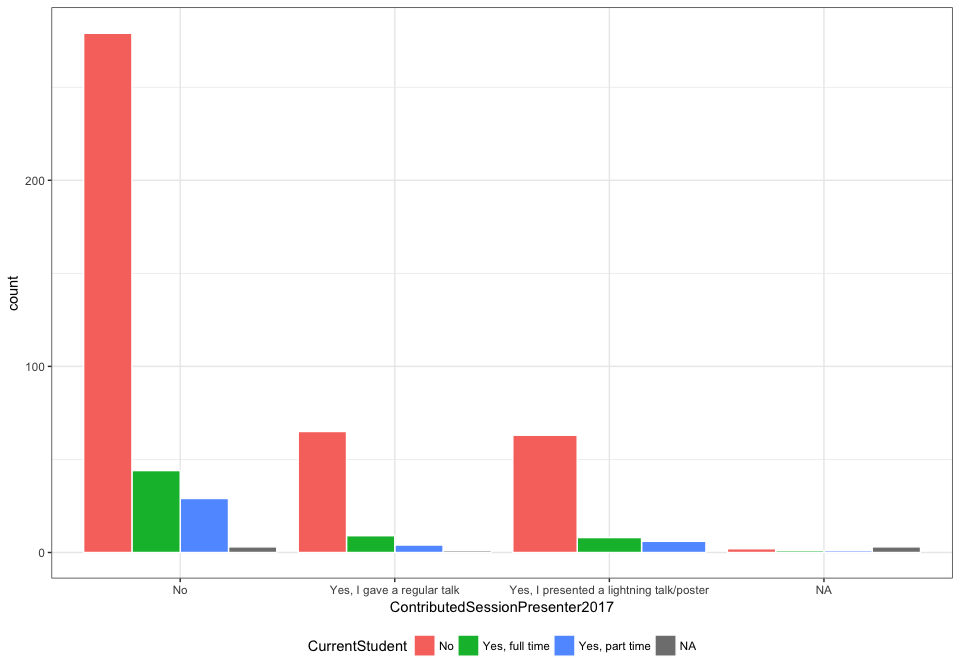 count
200
100
0
No Yes, I gave a regular talk Yes, I presented a lightning talk/poster NA
ContributedSessionPresenter2017
CurrentStudent No Yes, full time Yes, part time NA